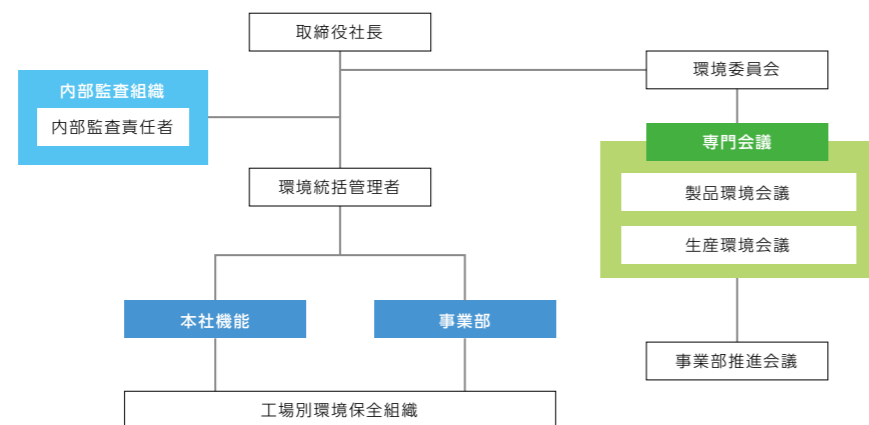 取締役社長
環境委員会
内部監査組織
内部監査責任者
専門会議
環境統括管理者
製品環境会議
生産環境会議
本社機能
事業部
事業部推進会議
工場別環境保全組織